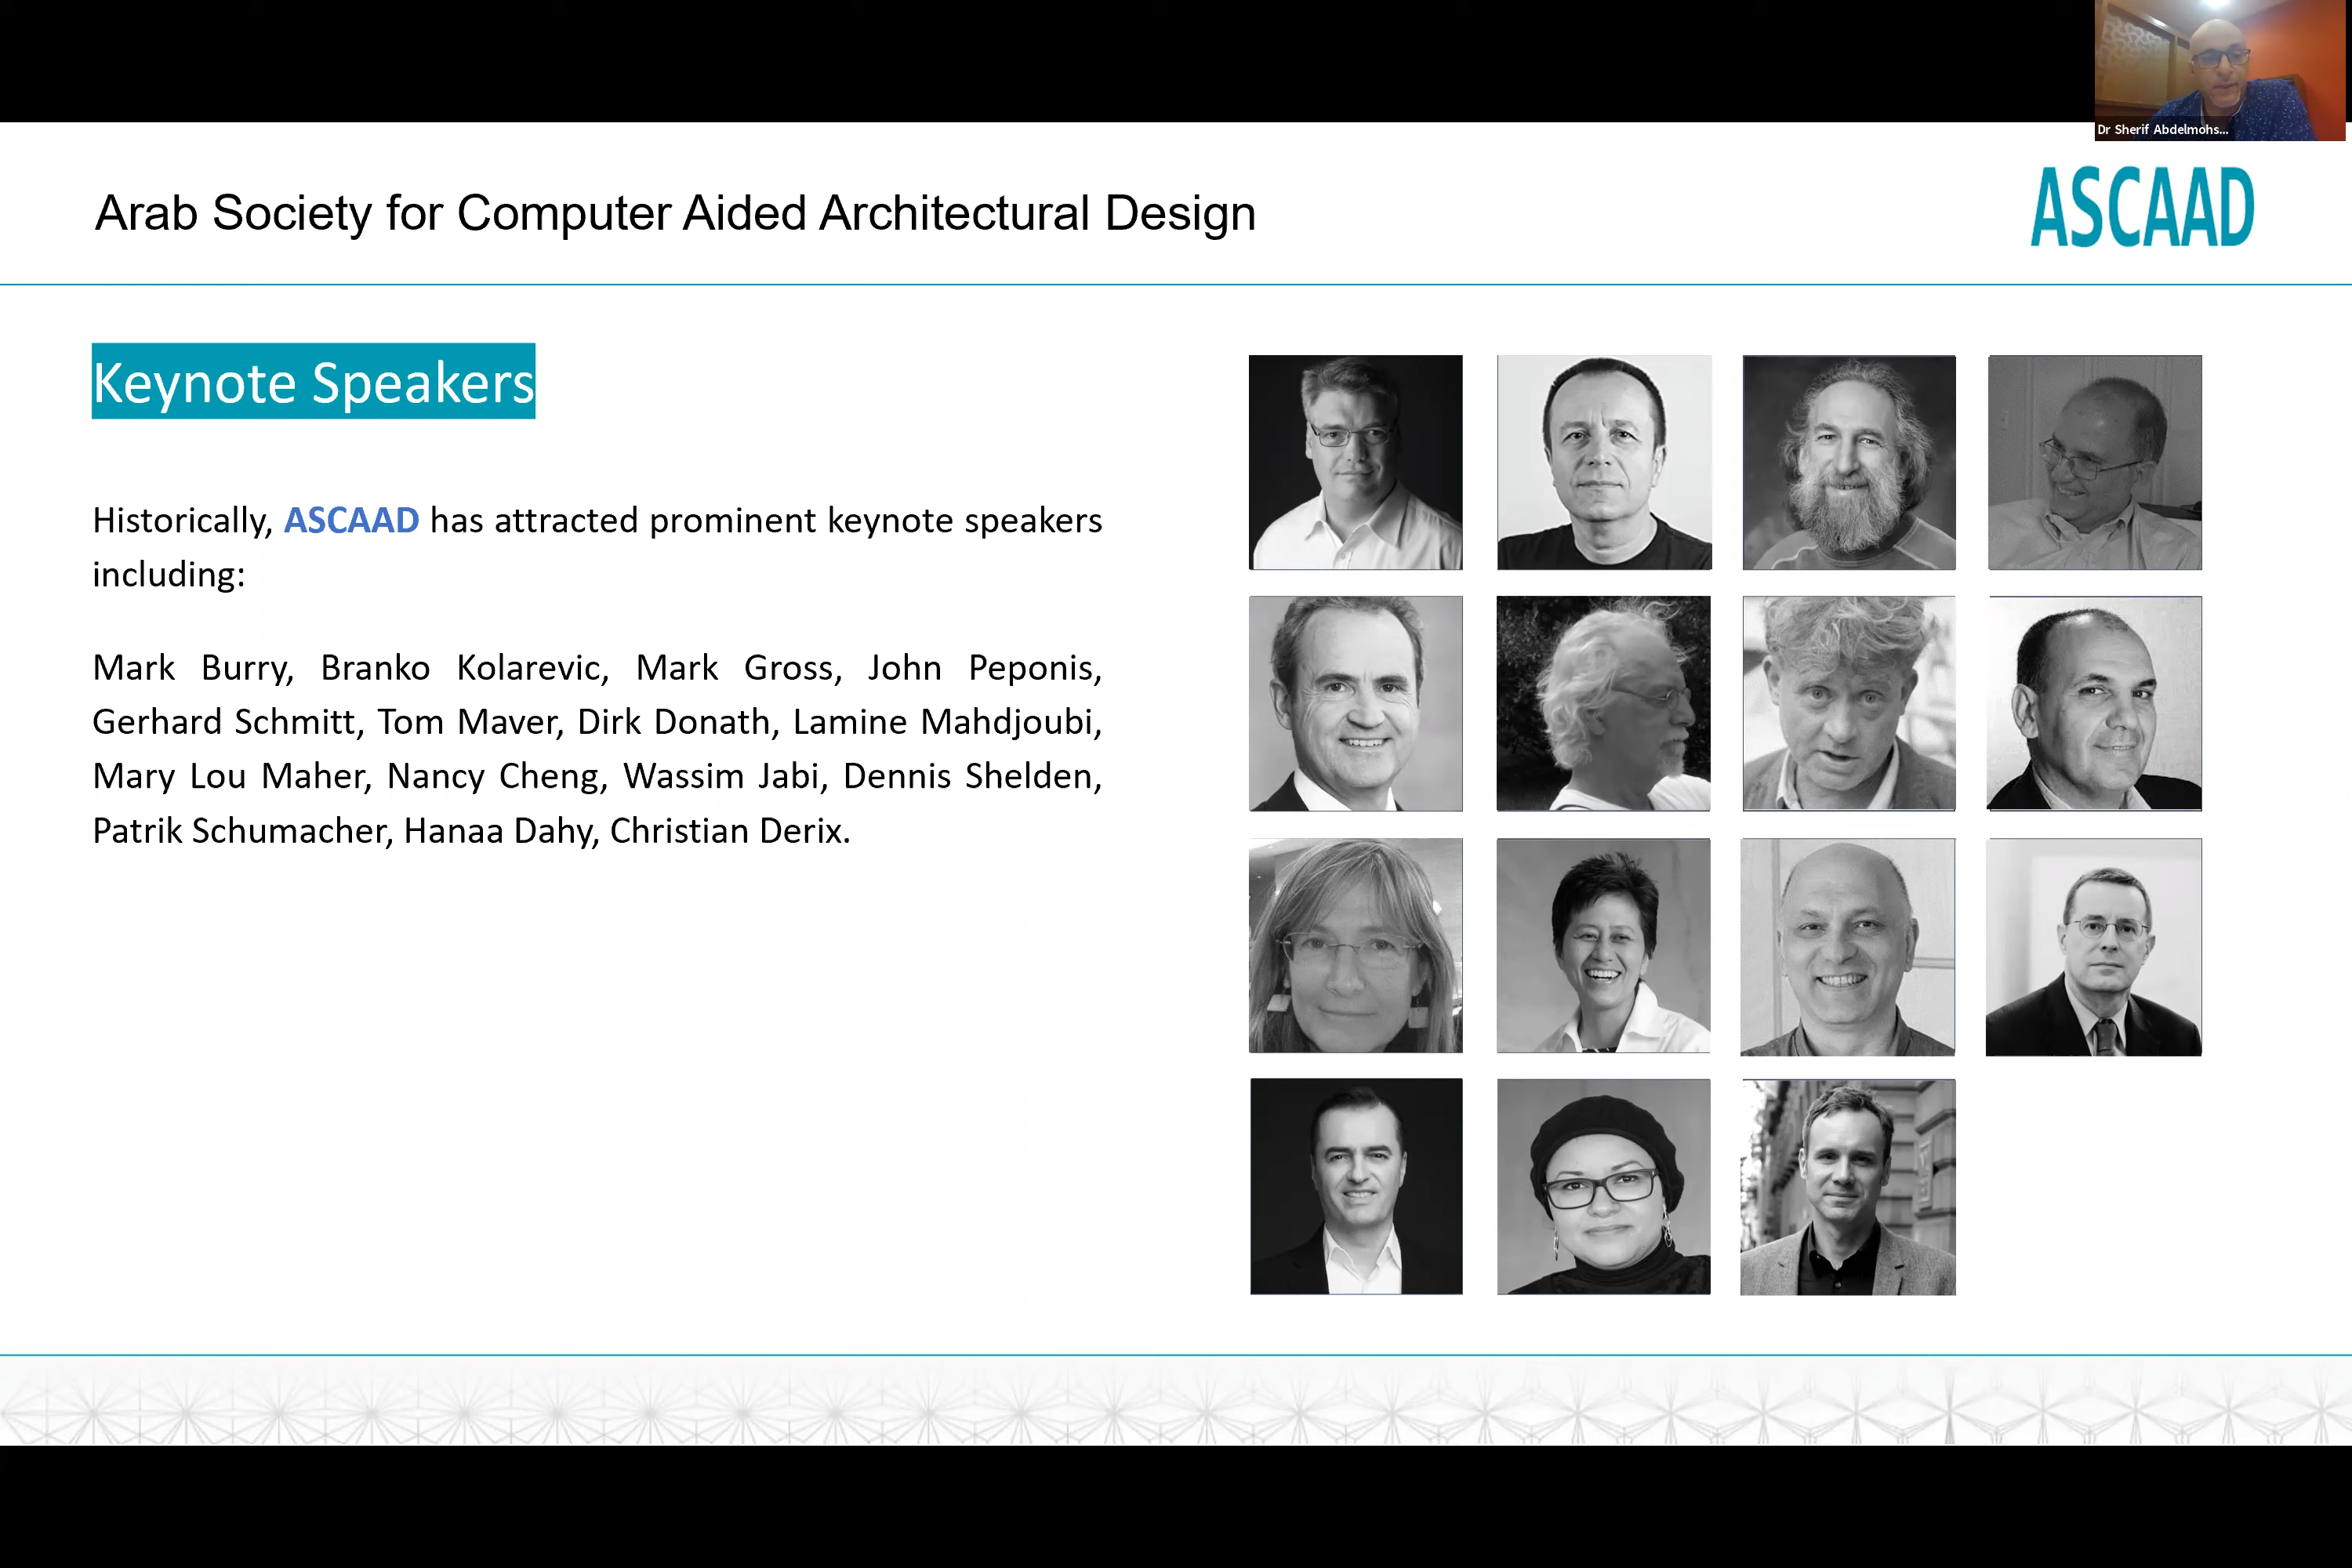 Dr Sherif Abdelmohs...
Arab Society for Computer Aided Architectural Design
ASCAAD
Keynote Speakers
Historically, ASCAAD has attracted prominent keynote speakers
including:
Mark Burry, Branko Kolarevic, Mark Gross, John Peponis,
Gerhard Schmitt, Tom Maver, Dirk Donath, Lamine Mahdjoubi,
Mary Lou Maher, Nancy Cheng, Wassim Jabi, Dennis Shelden,
Patrik Schumacher, Hanaa Dahy, Christian Derix.